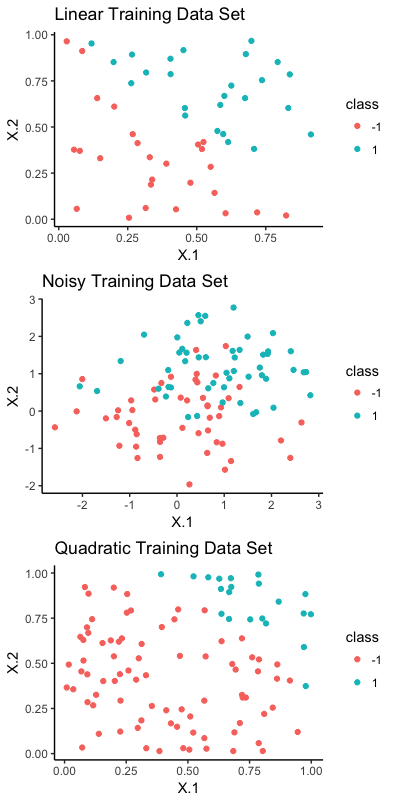 Linear Training Data Set
1.00
0.75
0.50
0.25
0.00
X.2
0.00 0.25 0.50 0.75
X.1
class
-1
1
Noisy Training Data Set
3
2
1
0
-1
-2
X.2
-2 -1 0 1 2 3
X.1
class
-1
1
Quadratic Training Data Set
1.00
0.75
0.50
0.25
0.00
X.2
0.00 0.25 0.50 0.75 1.00
X.1
class
-1
1